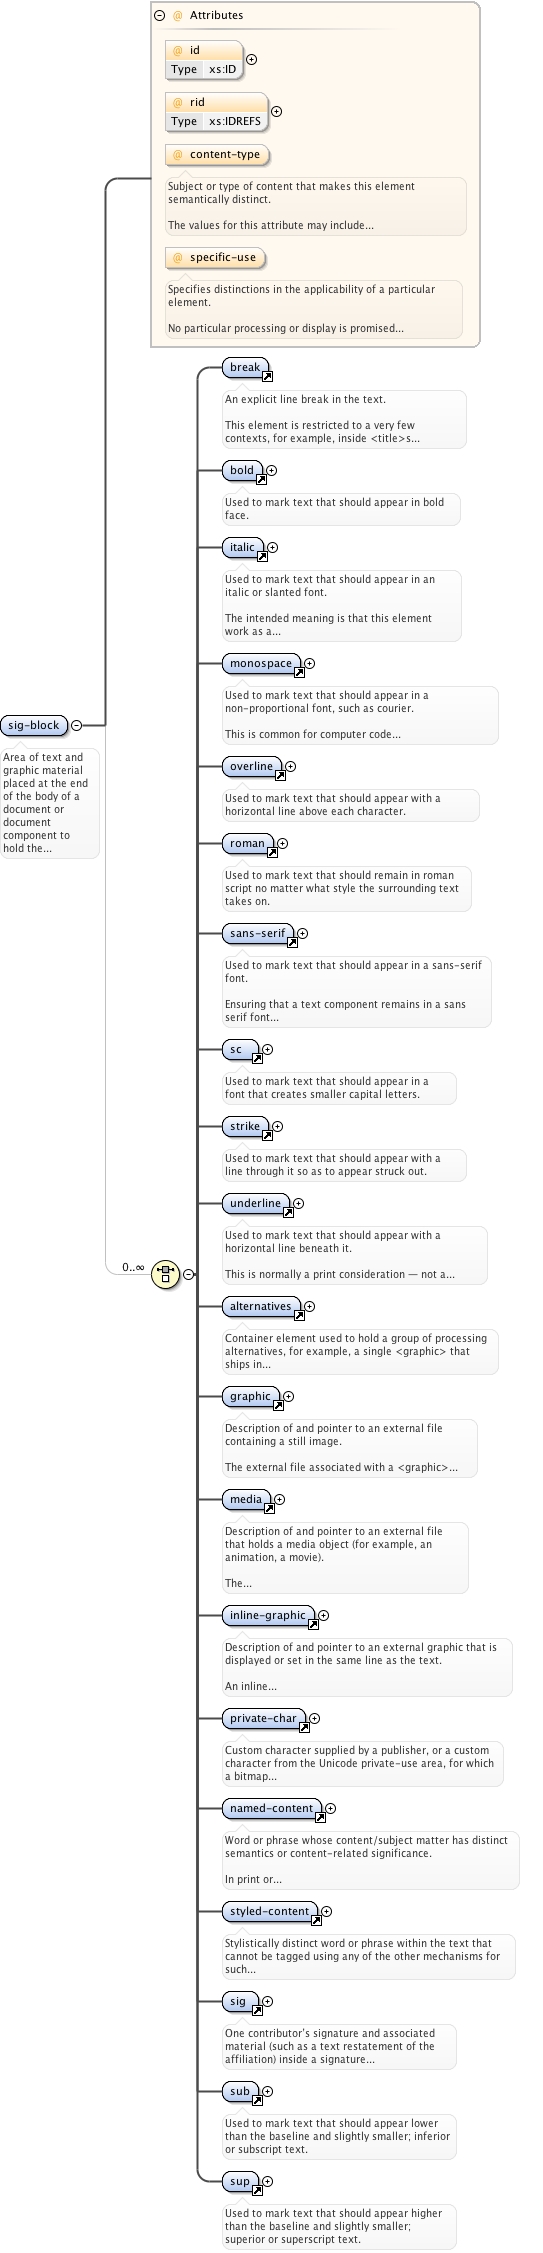 Attributes
@ id
Type xs:ID
@ rid
Type xs:IDREFS
@ content-type
Subject or type of content that makes this element
semantically distinct.
The values for this attribute may include...
@ specific-use
Specifies distinctions in the applicability of a particular
element.
No particular processing or display is promised...
break
An explicit line break in the text.
This element is restricted to a very few
contexts, for example, inside <title>s...
bold
Used to mark text that should appear in bold
face.
italic
Used to mark text that should appear in an
italic or slanted font.
The intended meaning is that this element
work as a...
monospace
Used to mark text that should appear in a
non-proportional font, such as courier.
This is common for computer code...
sig-block
Area of text and
graphic material
placed at the end
of the body of a
document or
document
component to
hold the...
overline
Used to mark text that should appear with a
horizontal line above each character.
roman
Used to mark text that should remain in roman
script no matter what style the surrounding text
takes on.
sans-serif
Used to mark text that should appear in a sans-serif
font.
Ensuring that a text component remains in a sans
serif font...
sc
Used to mark text that should appear in a
font that creates smaller capital letters.
strike
Used to mark text that should appear with a
line through it so as to appear struck out.
underline
Used to mark text that should appear with a
horizontal line beneath it.
This is normally a print consideration — not a...
0..∞
alternatives
Container element used to hold a group of processing
alternatives, for example, a single <graphic> that
ships in...
graphic
Description of and pointer to an external file
containing a still image.
The external file associated with a <graphic>...
media
Description of and pointer to an external file
that holds a media object (for example, an
animation, a movie).
The...
inline-graphic
Description of and pointer to an external graphic that is
displayed or set in the same line as the text.
An inline...
private-char
Custom character supplied by a publisher, or a custom
character from the Unicode private-use area, for which
a bitmap...
named-content
Word or phrase whose content/subject matter has distinct
semantics or content-related significance.
In print or...
styled-content
Stylistically distinct word or phrase within the text that
cannot be tagged using any of the other mechanisms for
such...
sig
One contributor's signature and associated
material (such as a text restatement of the
affiliation) inside a signature...
sub
Used to mark text that should appear lower
than the baseline and slightly smaller; inferior
or subscript text.
sup
Used to mark text that should appear higher
than the baseline and slightly smaller;
superior or superscript text.